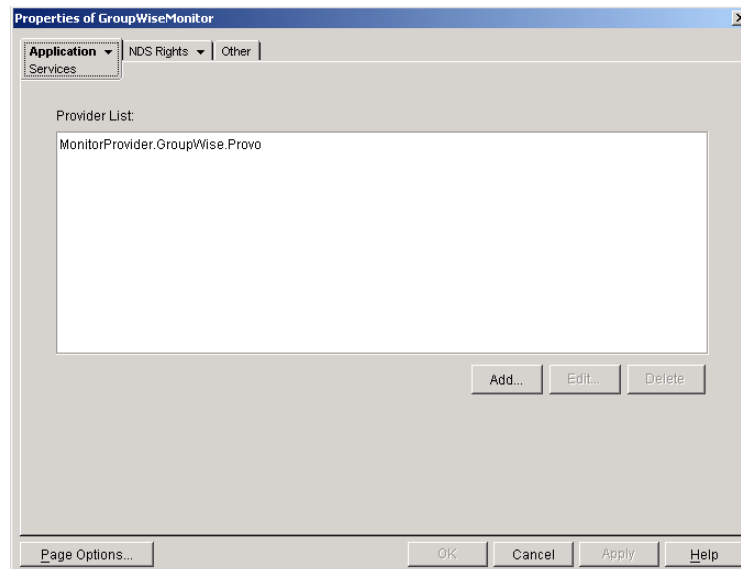 Properties of GroupWiseMonitor
Application NDS Rights Other
Services
Provider List:
MonitorProvider.GroupWise.Provo
Add... Edit... Delete
Page Options... OK Cancel Apply Help